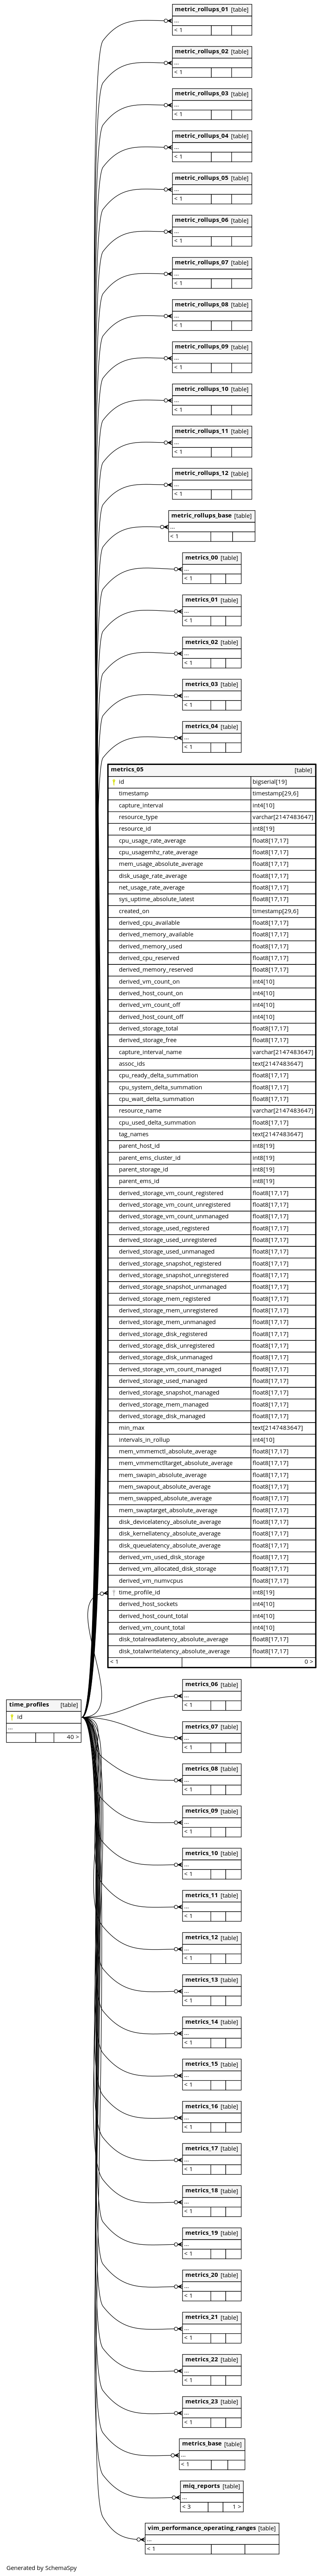 metric_rollups_01 [table]
...
< 1
metric_rollups_02 [table]
...
< 1
metric_rollups_03 [table]
...
< 1
metric_rollups_04 [table]
...
< 1
metric_rollups_05 [table]
...
< 1
metric_rollups_06 [table]
...
< 1
metric_rollups_07 [table]
...
< 1
metric_rollups_08 [table]
...
< 1
metric_rollups_09 [table]
...
< 1
metric_rollups_10 [table]
...
< 1
metric_rollups_11 [table]
...
< 1
metric_rollups_12 [table]
...
< 1
metric_rollups_base [table]
...
< 1
metrics_00 [table]
...
< 1
metrics_01 [table]
...
< 1
metrics_02 [table]
...
< 1
metrics_03 [table]
...
< 1
metrics_04 [table]
...
< 1
metrics_05 [table]
id bigserial[19]
timestamp timestamp[29,6]
capture_interval int4[10]
resource_type varchar[2147483647]
resource_id int8[19]
cpu_usage_rate_average float8[17,17]
cpu_usagemhz_rate_average float8[17,17]
mem_usage_absolute_average float8[17,17]
disk_usage_rate_average float8[17,17]
net_usage_rate_average float8[17,17]
sys_uptime_absolute_latest float8[17,17]
created_on timestamp[29,6]
derived_cpu_available float8[17,17]
derived_memory_available float8[17,17]
derived_memory_used float8[17,17]
derived_cpu_reserved float8[17,17]
derived_memory_reserved float8[17,17]
derived_vm_count_on int4[10]
derived_host_count_on int4[10]
derived_vm_count_off int4[10]
derived_host_count_off int4[10]
derived_storage_total float8[17,17]
derived_storage_free float8[17,17]
capture_interval_name varchar[2147483647]
assoc_ids text[2147483647]
cpu_ready_delta_summation float8[17,17]
cpu_system_delta_summation float8[17,17]
cpu_wait_delta_summation float8[17,17]
resource_name varchar[2147483647]
cpu_used_delta_summation float8[17,17]
tag_names text[2147483647]
parent_host_id int8[19]
parent_ems_cluster_id int8[19]
parent_storage_id int8[19]
parent_ems_id int8[19]
derived_storage_vm_count_registered float8[17,17]
derived_storage_vm_count_unregistered float8[17,17]
derived_storage_vm_count_unmanaged float8[17,17]
derived_storage_used_registered float8[17,17]
derived_storage_used_unregistered float8[17,17]
derived_storage_used_unmanaged float8[17,17]
derived_storage_snapshot_registered float8[17,17]
derived_storage_snapshot_unregistered float8[17,17]
derived_storage_snapshot_unmanaged float8[17,17]
derived_storage_mem_registered float8[17,17]
derived_storage_mem_unregistered float8[17,17]
derived_storage_mem_unmanaged float8[17,17]
derived_storage_disk_registered float8[17,17]
derived_storage_disk_unregistered float8[17,17]
derived_storage_disk_unmanaged float8[17,17]
derived_storage_vm_count_managed float8[17,17]
derived_storage_used_managed float8[17,17]
derived_storage_snapshot_managed float8[17,17]
derived_storage_mem_managed float8[17,17]
derived_storage_disk_managed float8[17,17]
min_max text[2147483647]
intervals_in_rollup int4[10]
mem_vmmemctl_absolute_average float8[17,17]
mem_vmmemctltarget_absolute_average float8[17,17]
mem_swapin_absolute_average float8[17,17]
mem_swapout_absolute_average float8[17,17]
mem_swapped_absolute_average float8[17,17]
mem_swaptarget_absolute_average float8[17,17]
disk_devicelatency_absolute_average float8[17,17]
disk_kernellatency_absolute_average float8[17,17]
disk_queuelatency_absolute_average float8[17,17]
derived_vm_used_disk_storage float8[17,17]
derived_vm_allocated_disk_storage float8[17,17]
derived_vm_numvcpus float8[17,17]
time_profile_id int8[19]
derived_host_sockets int4[10]
derived_host_count_total int4[10]
derived_vm_count_total int4[10]
disk_totalreadlatency_absolute_average float8[17,17]
disk_totalwritelatency_absolute_average float8[17,17]
< 1 0 >
time_profiles [table]
id
...
40 >
metrics_06 [table]
...
< 1
metrics_07 [table]
...
< 1
metrics_08 [table]
...
< 1
metrics_09 [table]
...
< 1
metrics_10 [table]
...
< 1
metrics_11 [table]
...
< 1
metrics_12 [table]
...
< 1
metrics_13 [table]
...
< 1
metrics_14 [table]
...
< 1
metrics_15 [table]
...
< 1
metrics_16 [table]
...
< 1
metrics_17 [table]
...
< 1
metrics_18 [table]
...
< 1
metrics_19 [table]
...
< 1
metrics_20 [table]
...
< 1
metrics_21 [table]
...
< 1
metrics_22 [table]
...
< 1
metrics_23 [table]
...
< 1
metrics_base [table]
...
< 1
miq_reports [table]
...
< 3 1 >
vim_performance_operating_ranges [table]
...
< 1
Generated by SchemaSpy